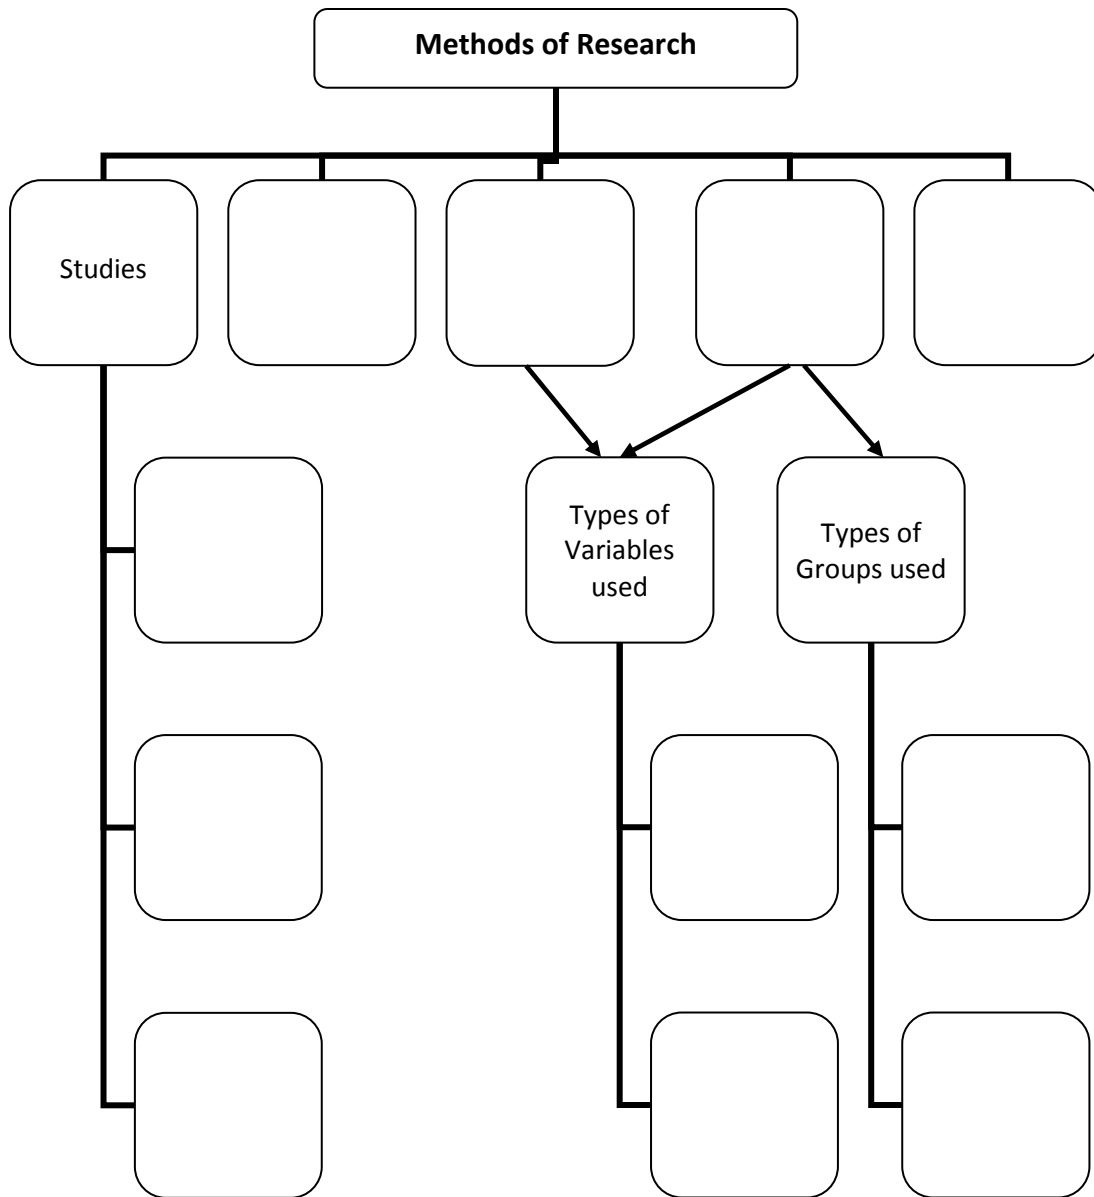 Methods of Research
Studies
Types of
Variables
used
Types of
Groups used